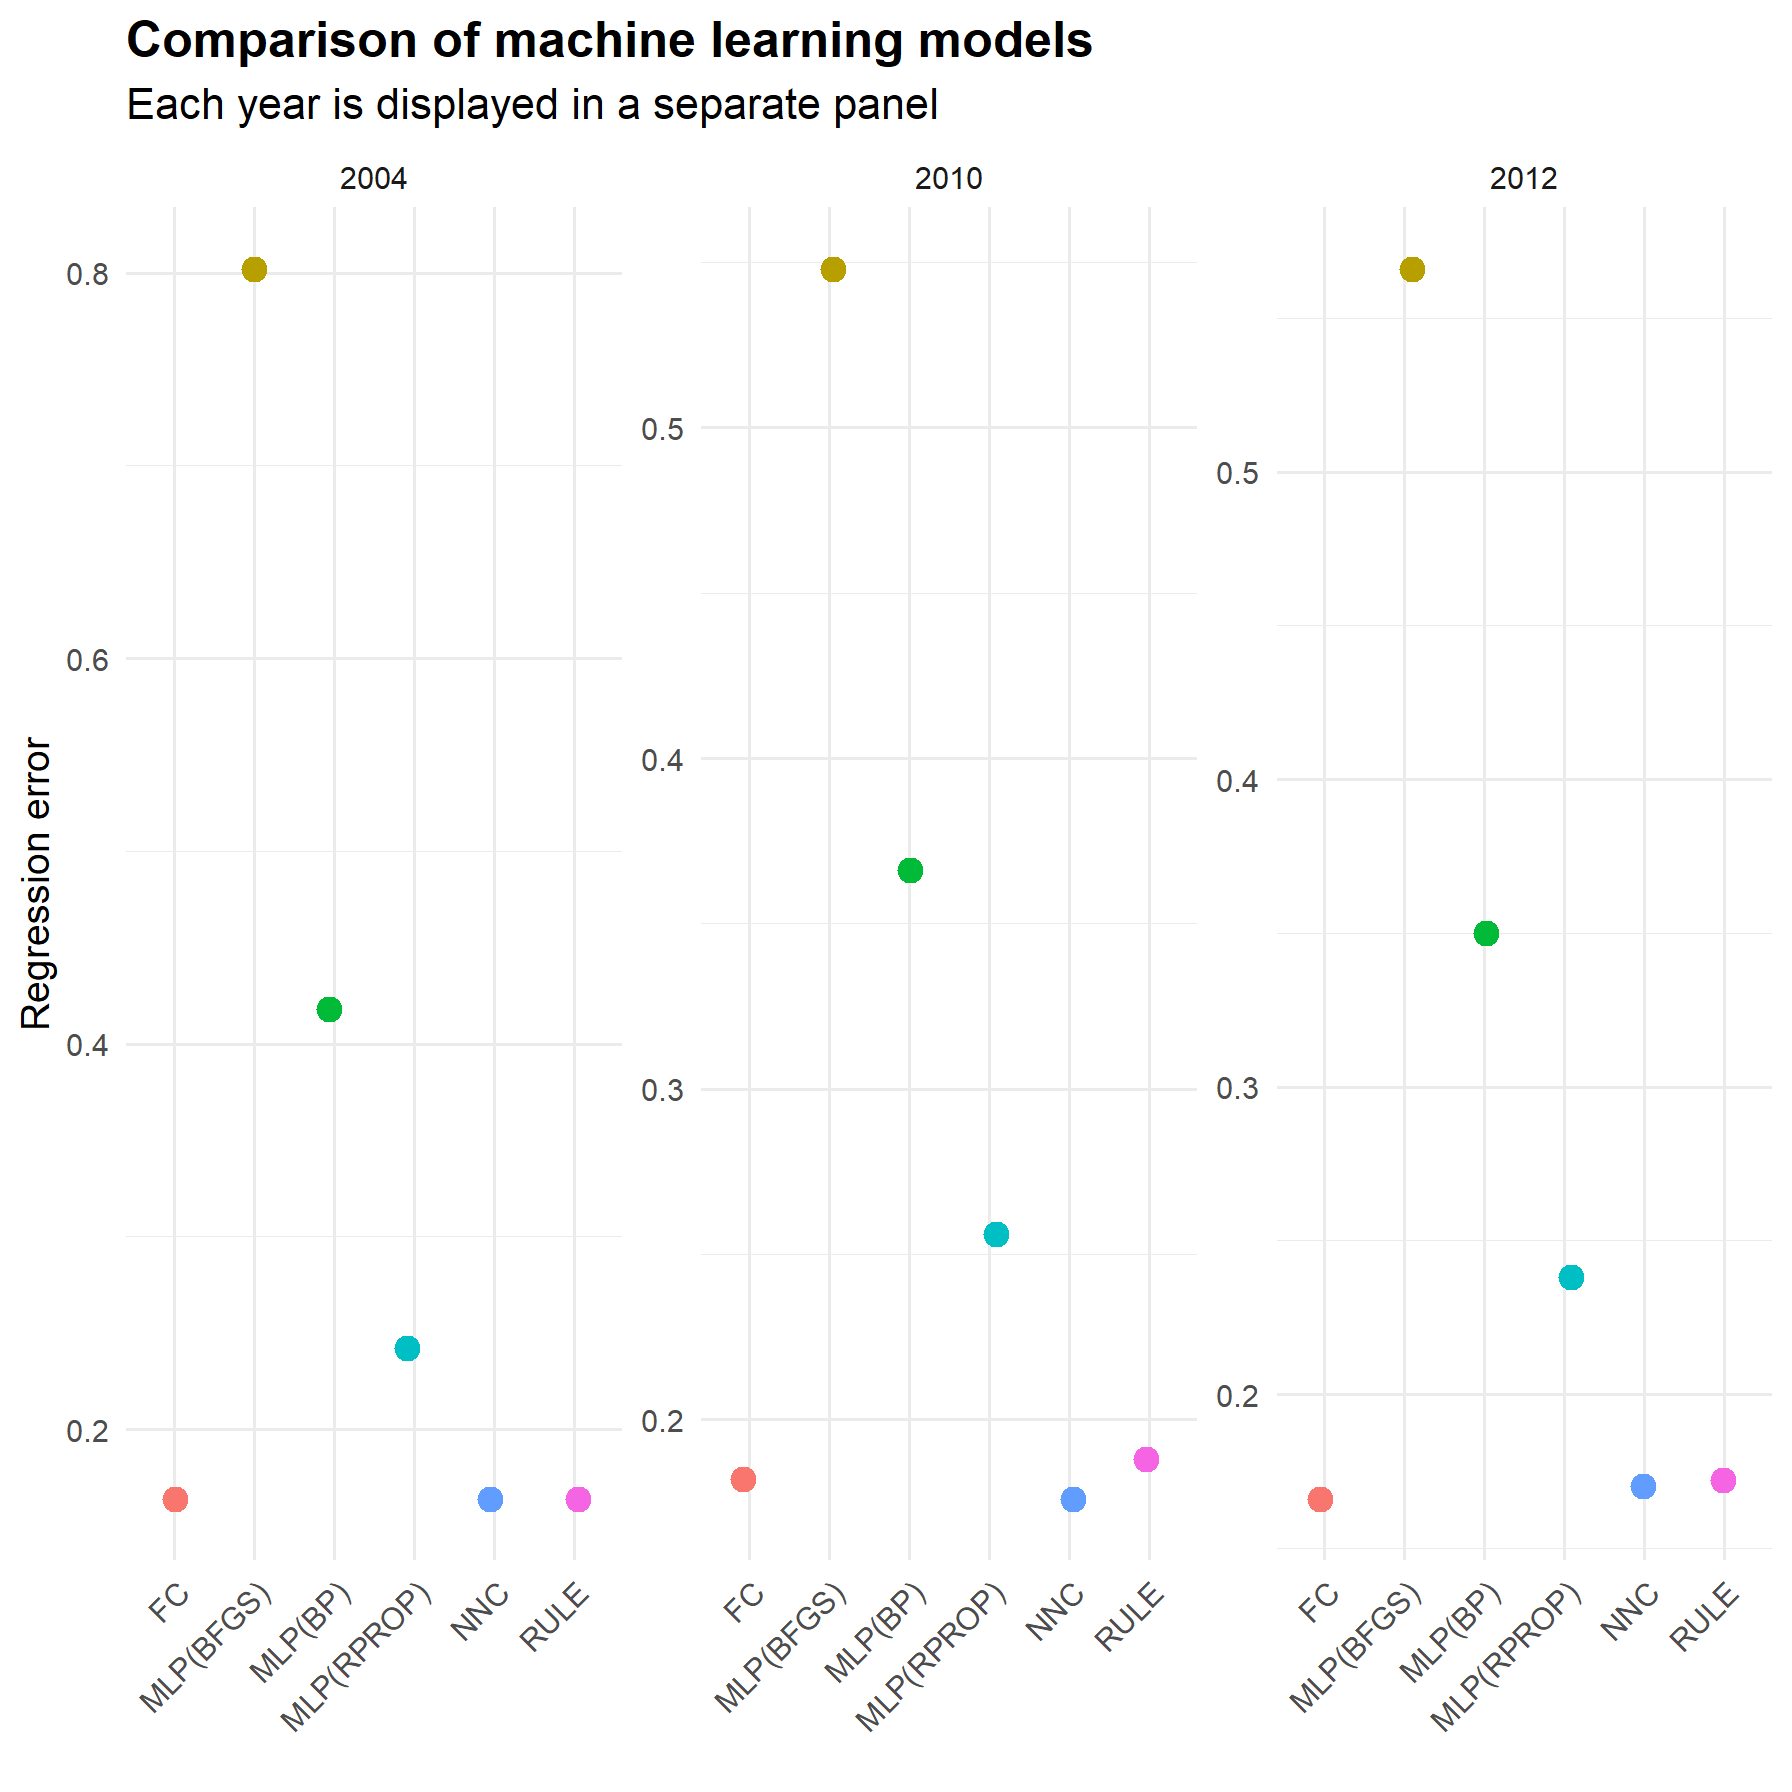 Comparison of machine learning models
Each year is displayed in a separate panel
2004
2010
2012
Regression error
0.8
0.6
0.4
0.2
0.5
0.4
0.3
0.2
0.5
0.4
0.3
0.2
FC
MLP(BFGS)
MLP(BP)
MLP(RPROP)
NNC
RULE
FC
MLP(BFGS)
MLP(BP)
MLP(RPROP)
NNC
RULE
FC
MLP(BFGS)
MLP(BP)
MLP(RPROP)
NNC
RULE